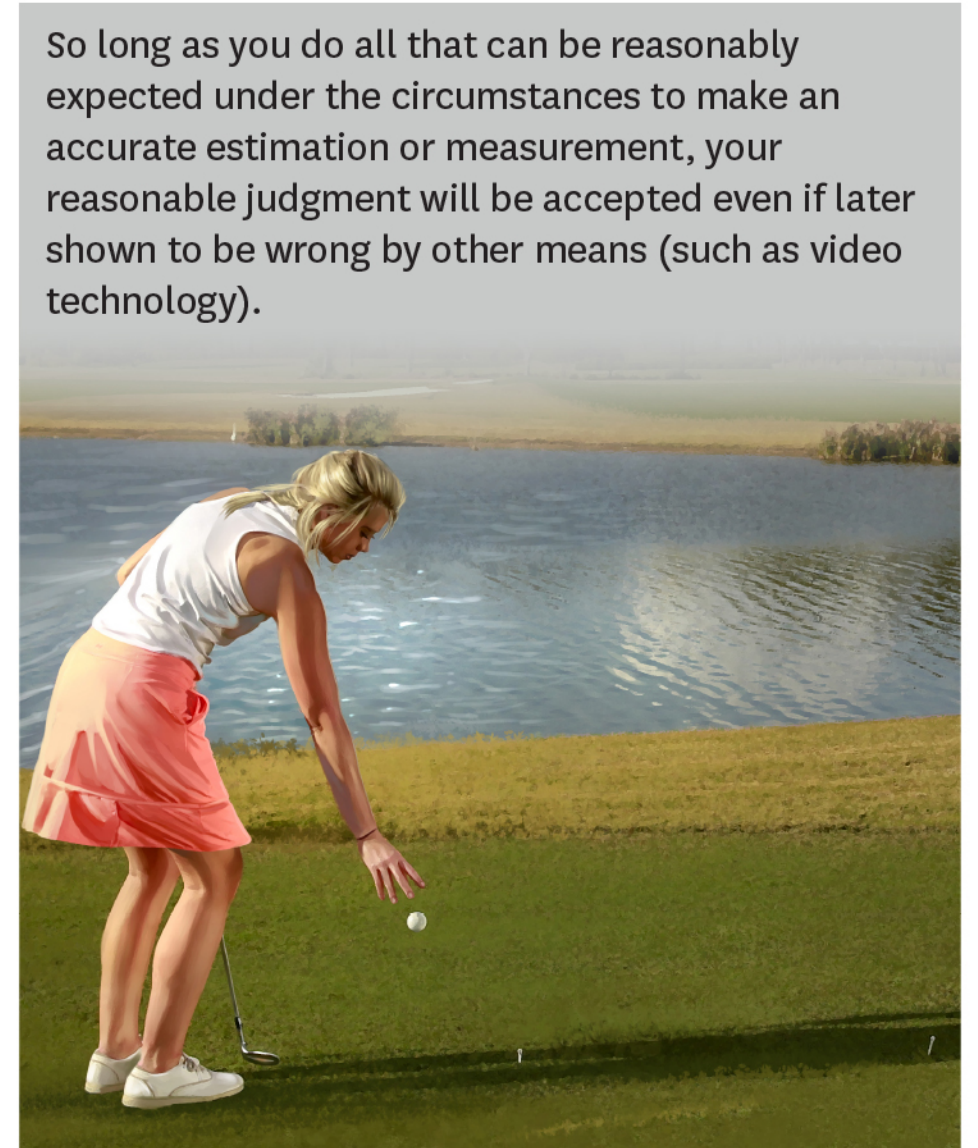 So long as you do all that can be reasonably
expected under the circumstances to make an
accurate estimation or measurement, your
reasonable judgment will be accepted even if later
shown to be wrong by other means (such as video
technology).